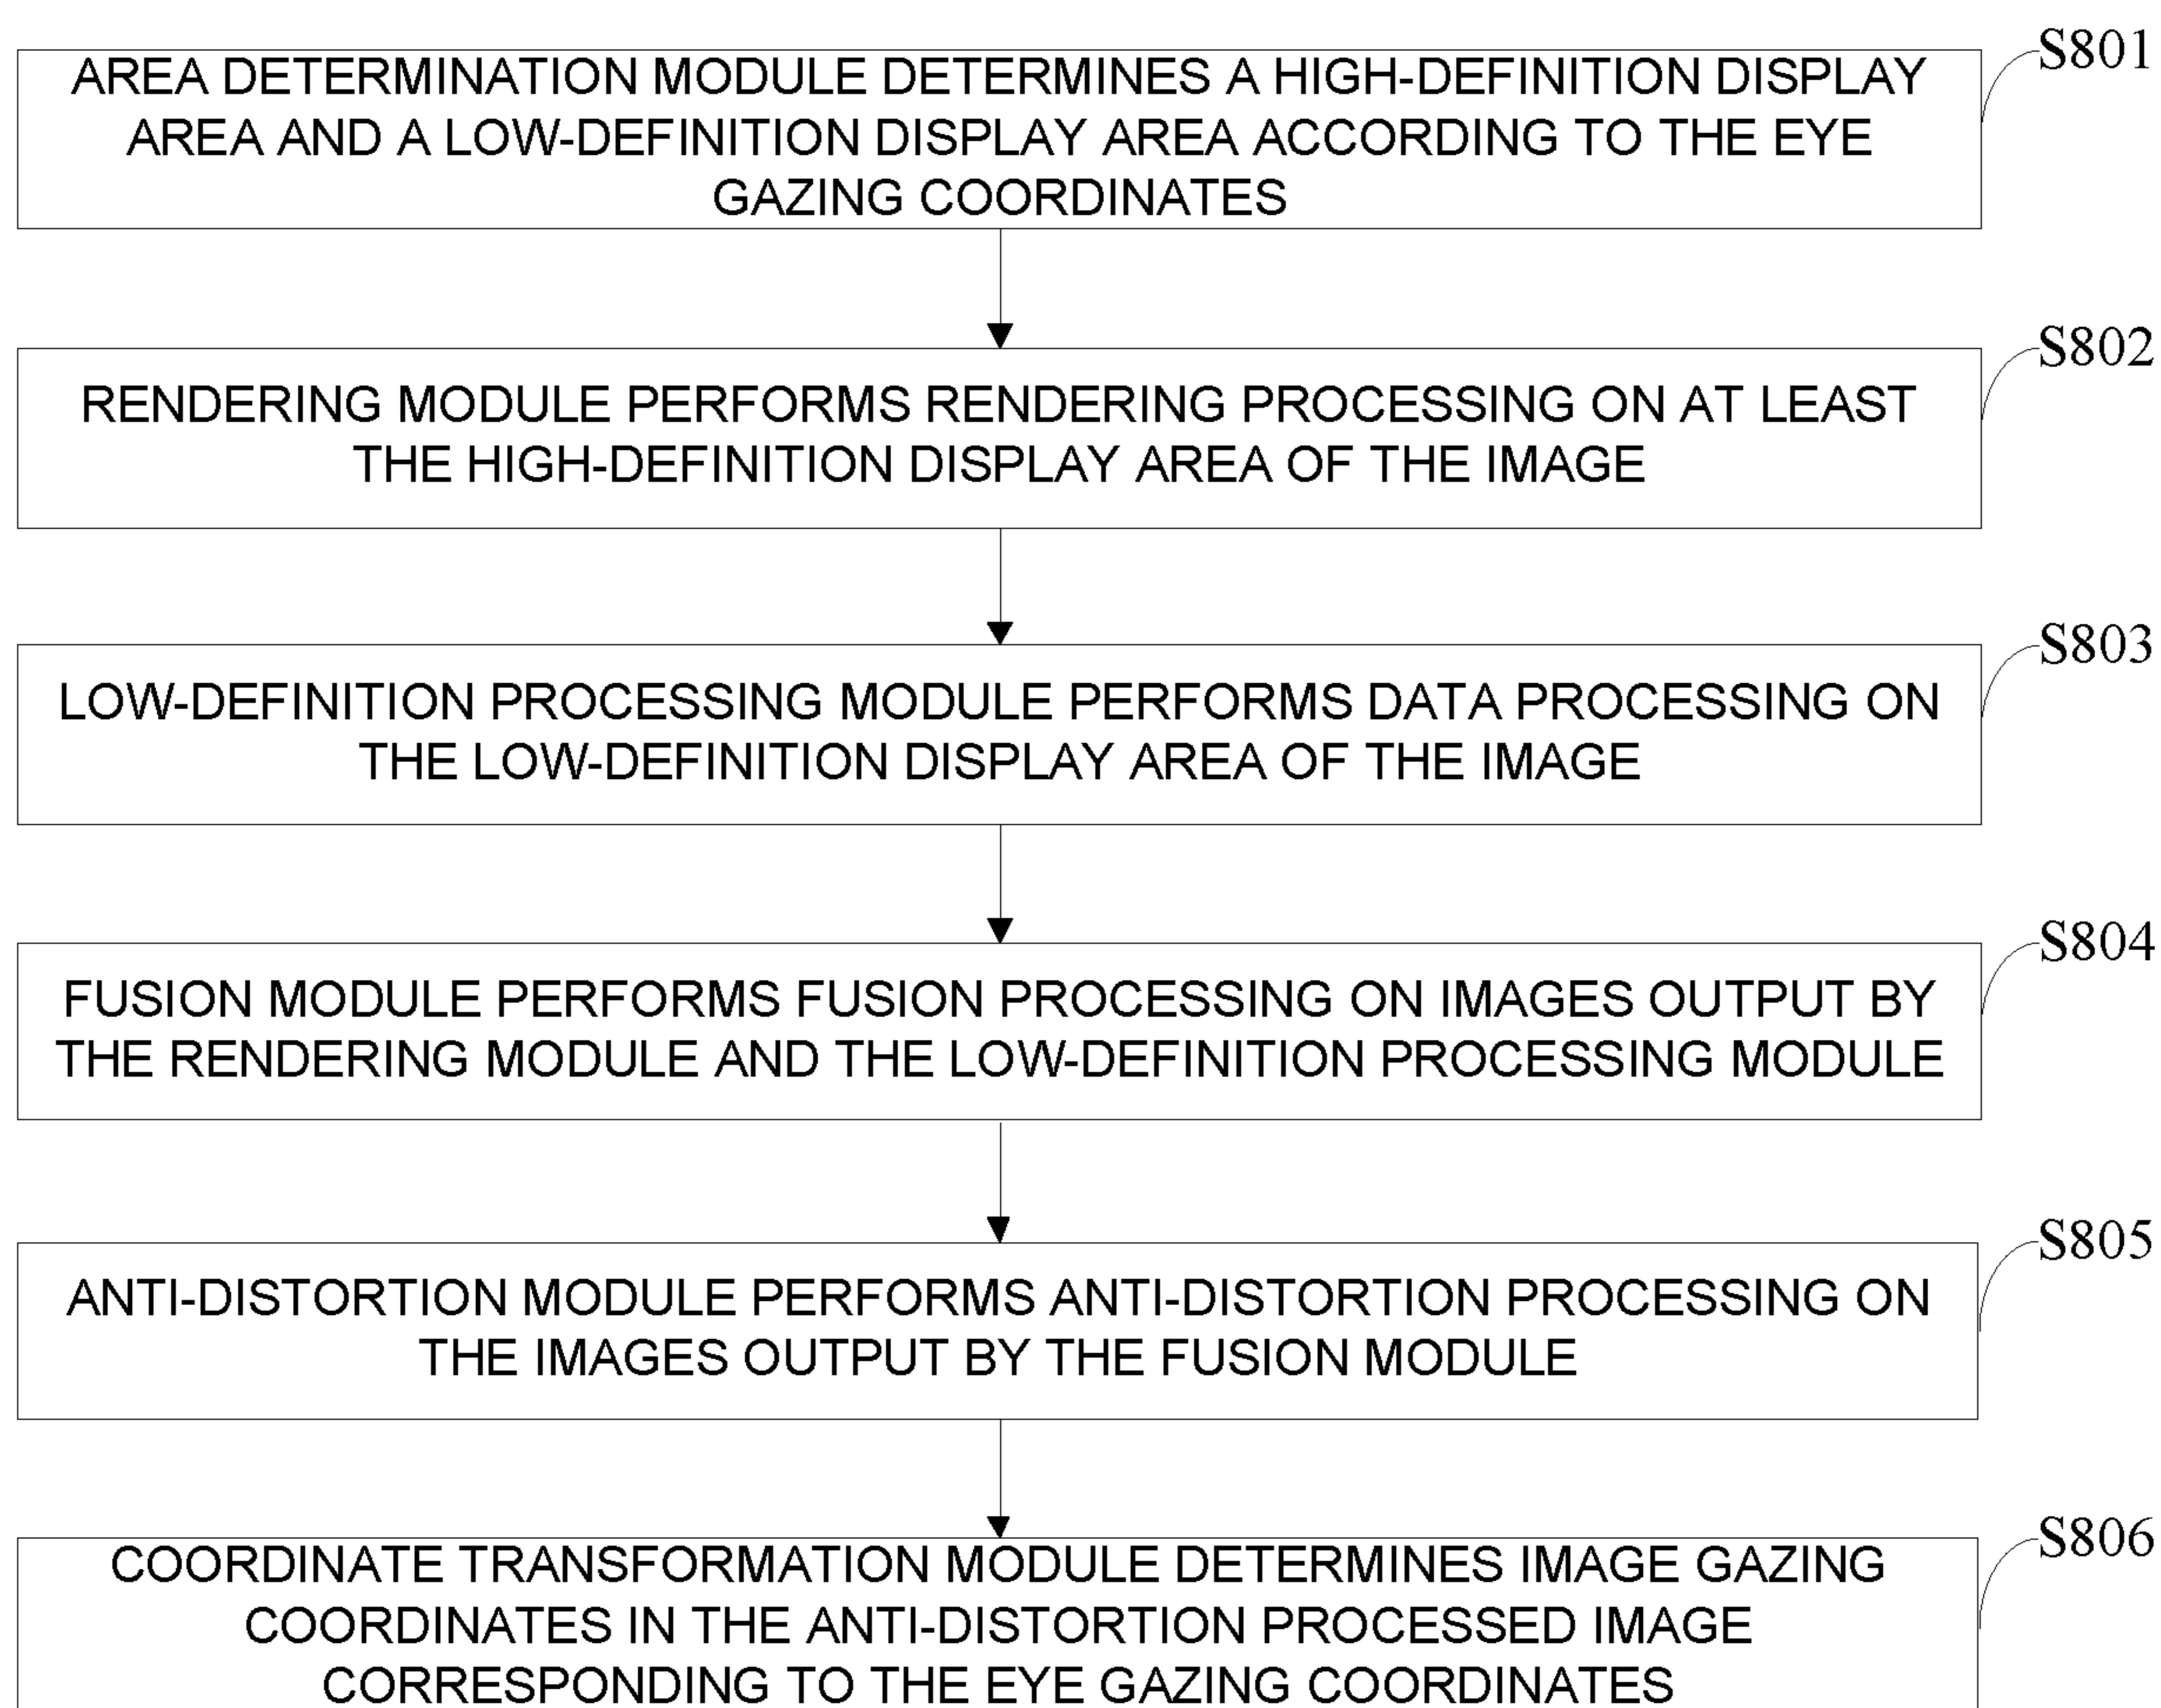 S801
AREA DETERMINATION MODULE DETERMINES A HIGH-DEFINITION DISPLAY
AREA AND A LOW-DEFINITION DISPLAY AREA ACCORDING TO THE EYE
GAZING COORDINATES
S802
RENDERING MODULE PERFORMS RENDERING PROCESSING ON AT LEAST
THE HIGH-DEFINITION DISPLAY AREA OF THE IMAGE
S803
LOW-DEFINITION PROCESSING MODULE PERFORMS DATA PROCESSING ON
THE LOW-DEFINITION DISPLAY AREA OF THE IMAGE
S804
FUSION MODULE PERFORMS FUSION PROCESSING ON IMAGES OUTPUT BY
THE RENDERING MODULE AND THE LOW-DEFINITION PROCESSING MODULE
S805
ANTI-DISTORTION MODULE PERFORMS ANTI-DISTORTION PROCESSING ON
THE IMAGES OUTPUT BY THE FUSION MODULE
S806
COORDINATE TRANSFORMATION MODULE DETERMINES IMAGE GAZING
COORDINATES IN THE ANTI-DISTORTION PROCESSED IMAGE
CORRESPONDING TO THE EYE GAZING COORDINATES